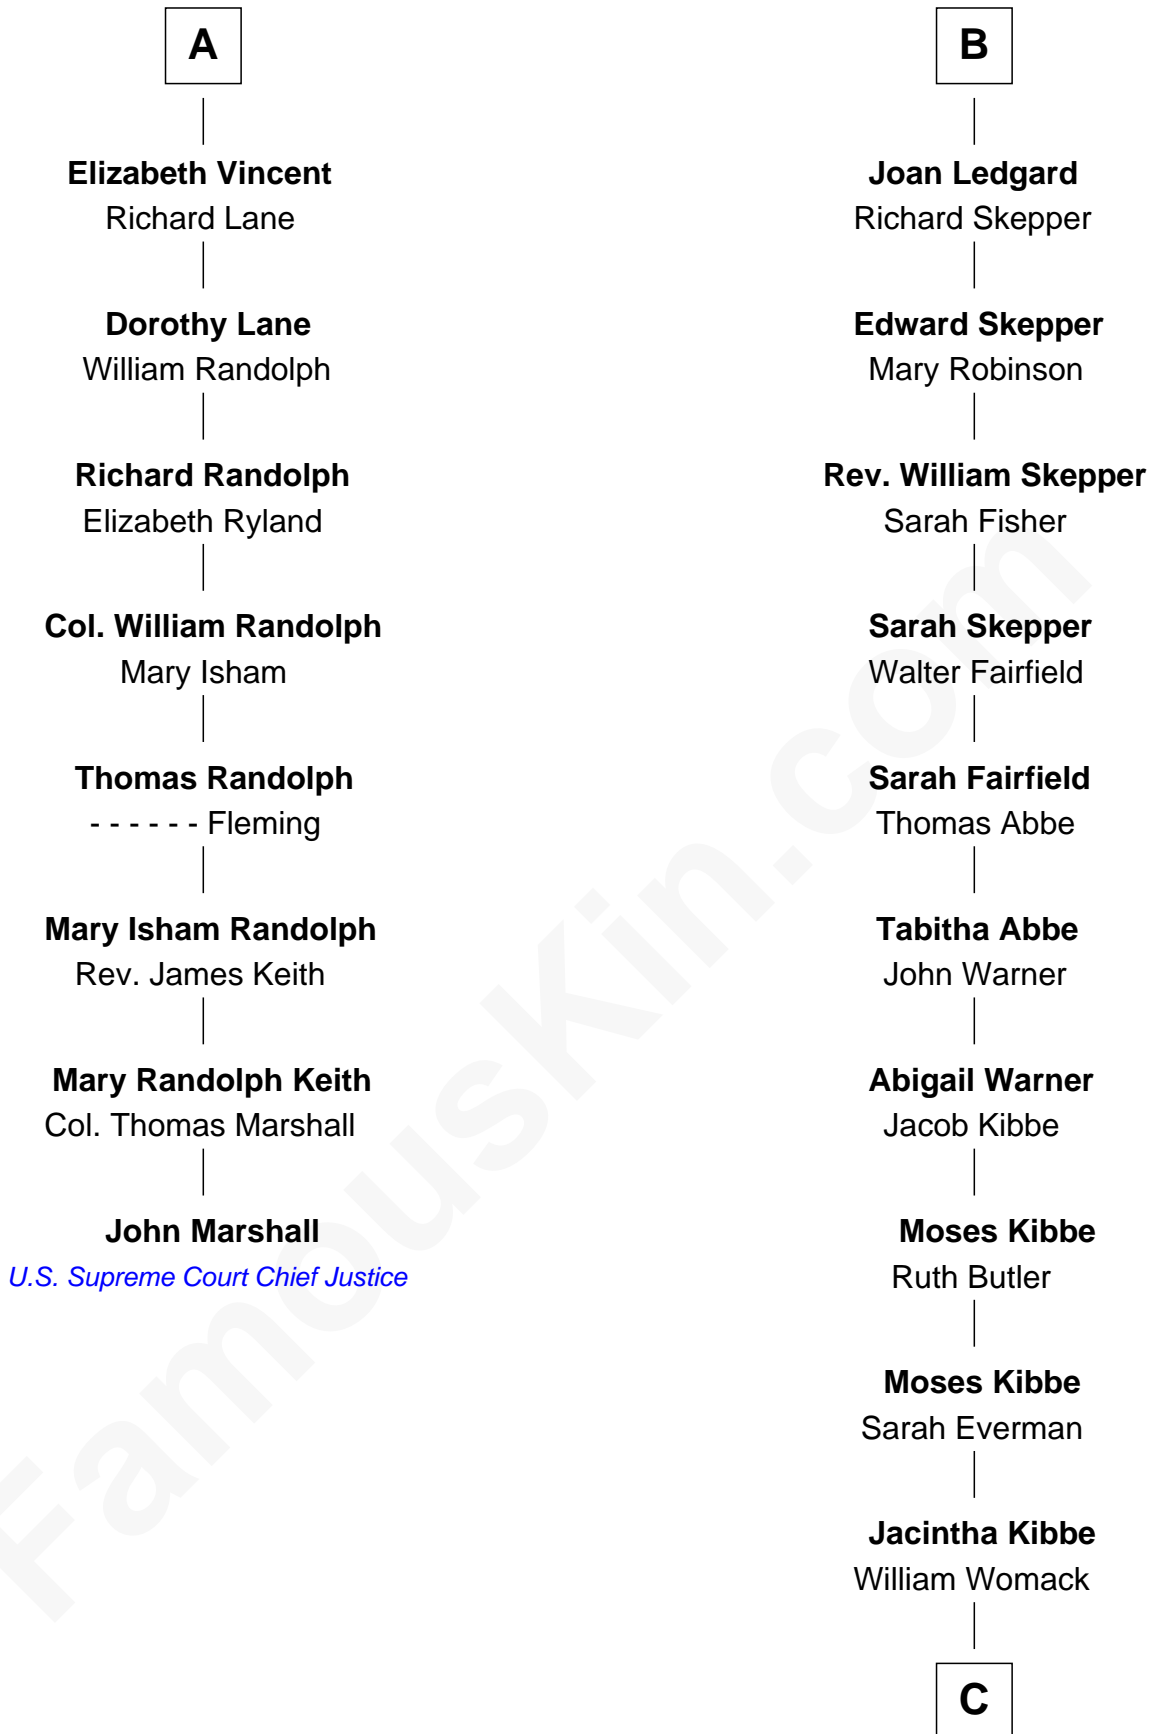 A
Elizabeth Vincent
Richard Lane
Dorothy Lane
William Randolph
Richard Randolph
Elizabeth Ryland
Col. William Randolph
Mary Isham
Thomas Randolph
- - - - - - Fleming
Mary Isham Randolph
Rev. James Keith
Mary Randolph Keith
Col. Thomas Marshall
John Marshall
U.S. Supreme Court Chief Justice
B
Joan Ledgard
Richard Skepper
Edward Skepper
Mary Robinson
Rev. William Skepper
Sarah Fisher
Sarah Skepper
Walter Fairfield
Sarah Fairfield
Thomas Abbe
Tabitha Abbe
John Warner
Abigail Warner
Jacob Kibbe
Moses Kibbe
Ruth Butler
Moses Kibbe
Sarah Everman
Jacintha Kibbe
William Womack
C
FamousKin.com